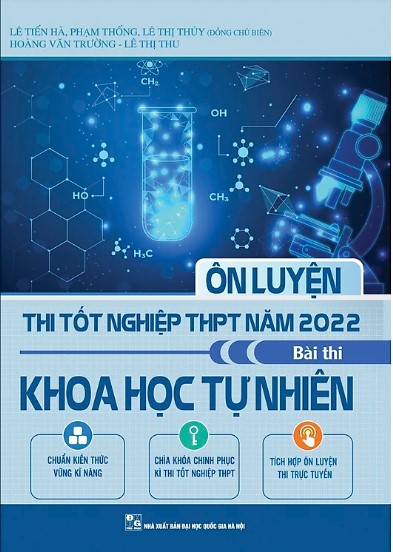 LÊ TIẾN HÀ, PHẠM THỐNG, LÊ THỊ THỦY (ĐỒNG CHỦ BIÊN)
HOÀNG VĂN TRƯỜNG - LÊ THỊ THU
CH₂
OH
HO
CH₃
H₃C
ÔN LUYỆN
THI TỐT NGHIỆP THPT NĂM 2022
Bài thi
KHOA HỌC TỰ NHIÊN
CHUẨN KIẾN THỨC
VỮNG KĨ NĂNG
CHÌA KHÓA CHINH PHỤC
KÌ THI TỐT NGHIỆP THPT
TÍCH HỢP ÔN LUYỆN
THI TRỰC TUYẾN
NHÀ XUẤT BẢN ĐẠI HỌC QUỐC GIA HÀ NỘI